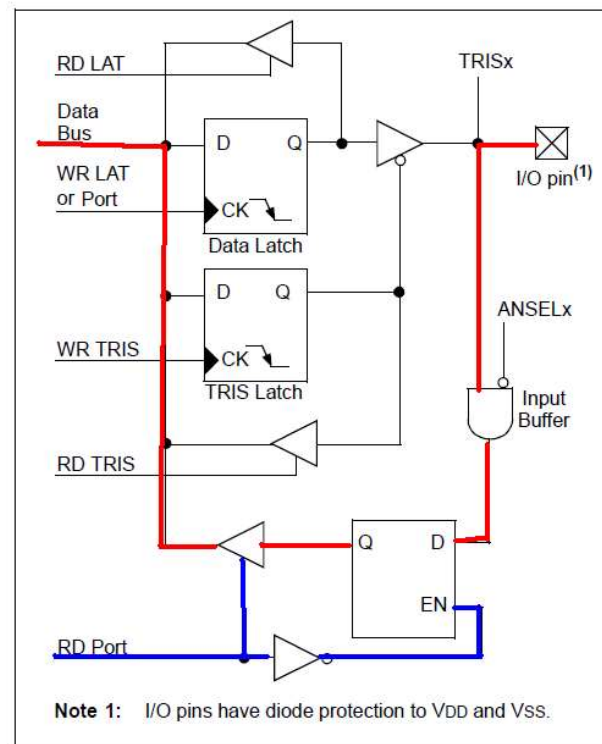 RD LAT
TRISx
Data
Bus
D Q
I/O pin(1)
WR LAT
or Port
CK
Data Latch
D Q
ANSELx
WR TRIS
CK
TRIS Latch
Input
Buffer
RD TRIS
Q D
EN
RD Port
Note 1: I/O pins have diode protection to VDD and VSS.